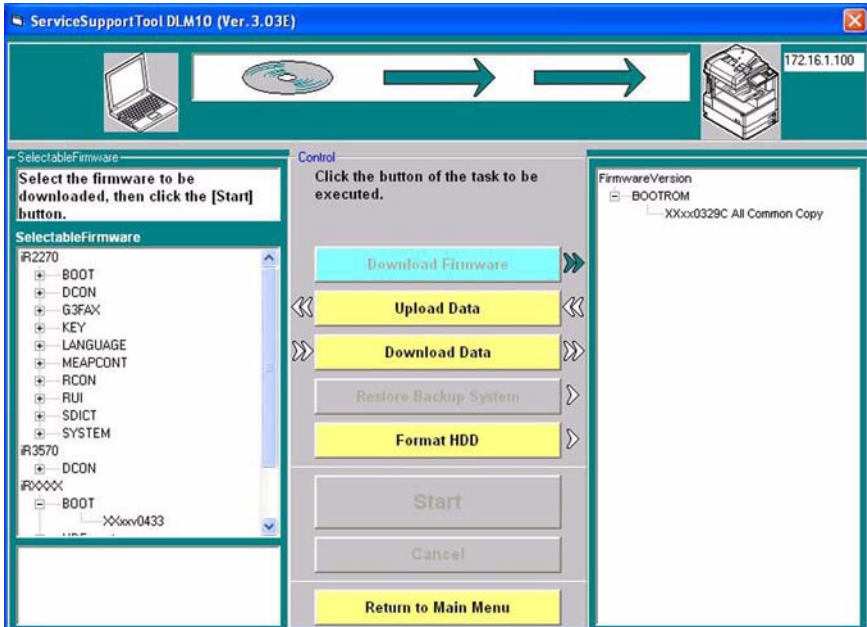 ServiceSupportTool DLM10 (Ver.3.03E)
172.16.1.100
SelectableFirmware
Select the firmware to be
downloaded, then click the [Start]
button.
SelectableFirmware
iR2270
BOOT
DCON
G3FAX
KEY
LANGUAGE
MEAPCONT
RCON
RUI
SDICT
SYSTEM
iR3570
DCON
iRXXXX
BOOT
XXxxv0433
Control
Click the button of the task to be
executed.
Download Firmware
Upload Data
Download Data
Restore Backup System
Format HDD
Start
Cancel
Return to Main Menu
FirmwareVersion
BOOTROM
XXxx0329C All Common Copy